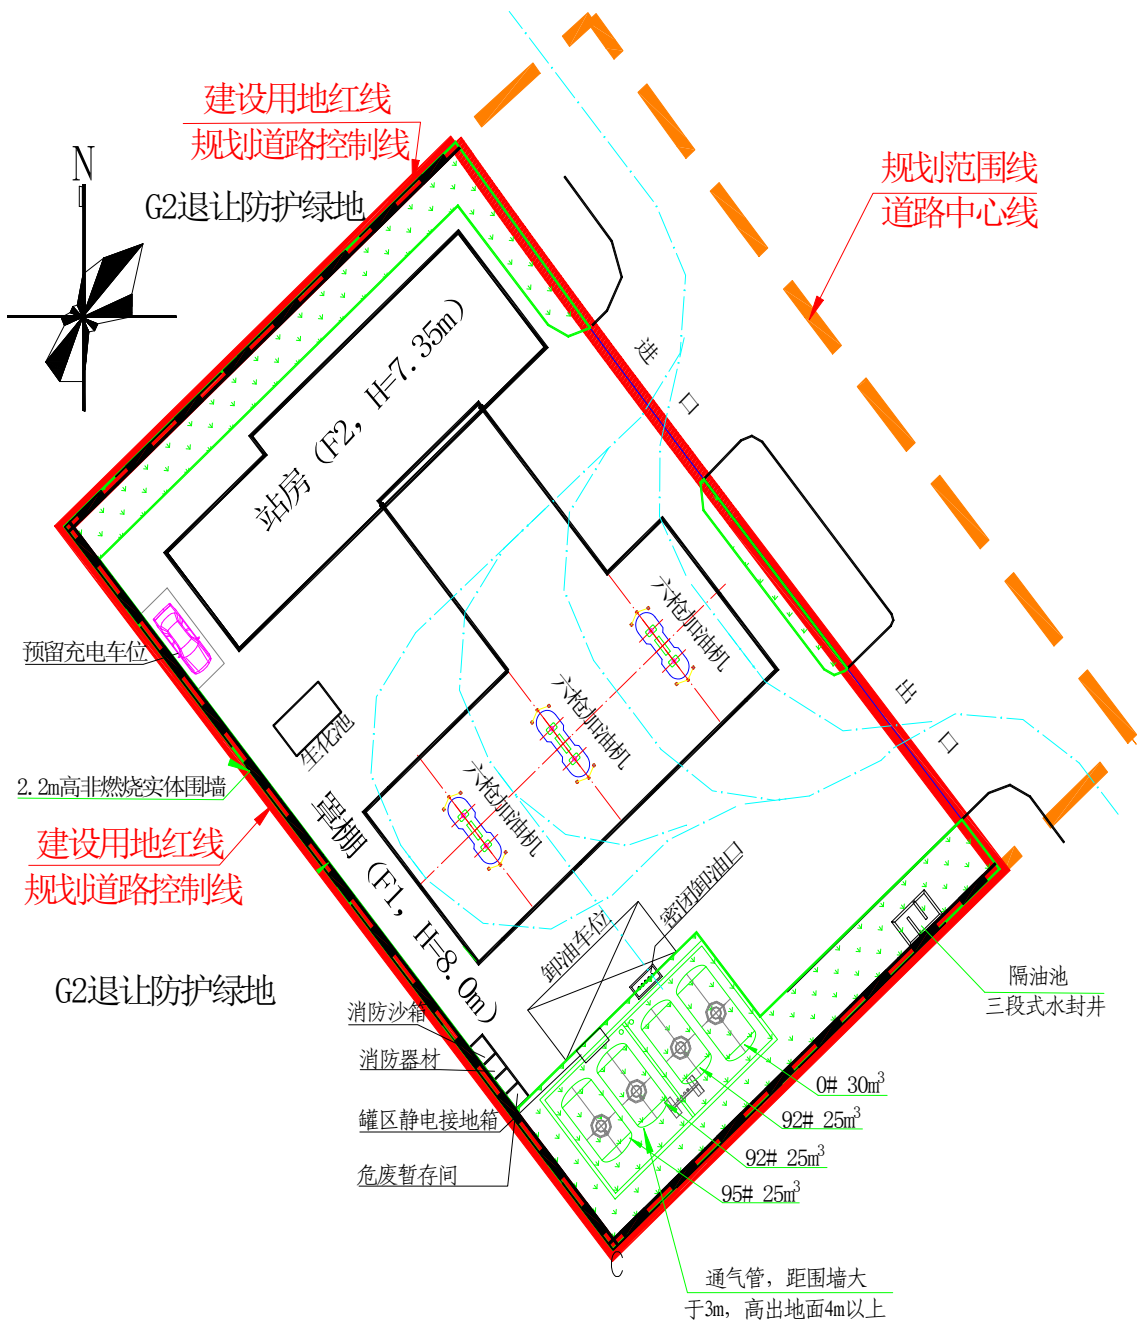 建设用地红线
规划道路控制线
N
G2退让防护绿地
规划范围线
道路中心线
进口
站房（F2，H=7.35m）
六枪加油机
六枪加油机
六枪加油机
预留充电车位
生化池
出口
2.2m高非燃烧实体围墙
建设用地红线
规划道路控制线
罩棚（F1，H=8.0m）
密闭卸油口
卸油车位
G2退让防护绿地
隔油池
三段式水封井
消防沙箱
消防器材
罐区静电接地箱
危废暂存间
0# 30m³
92# 25m³
92# 25m³
95# 25m³
C
通气管，距围墙大
于3m，高出地面4m以上